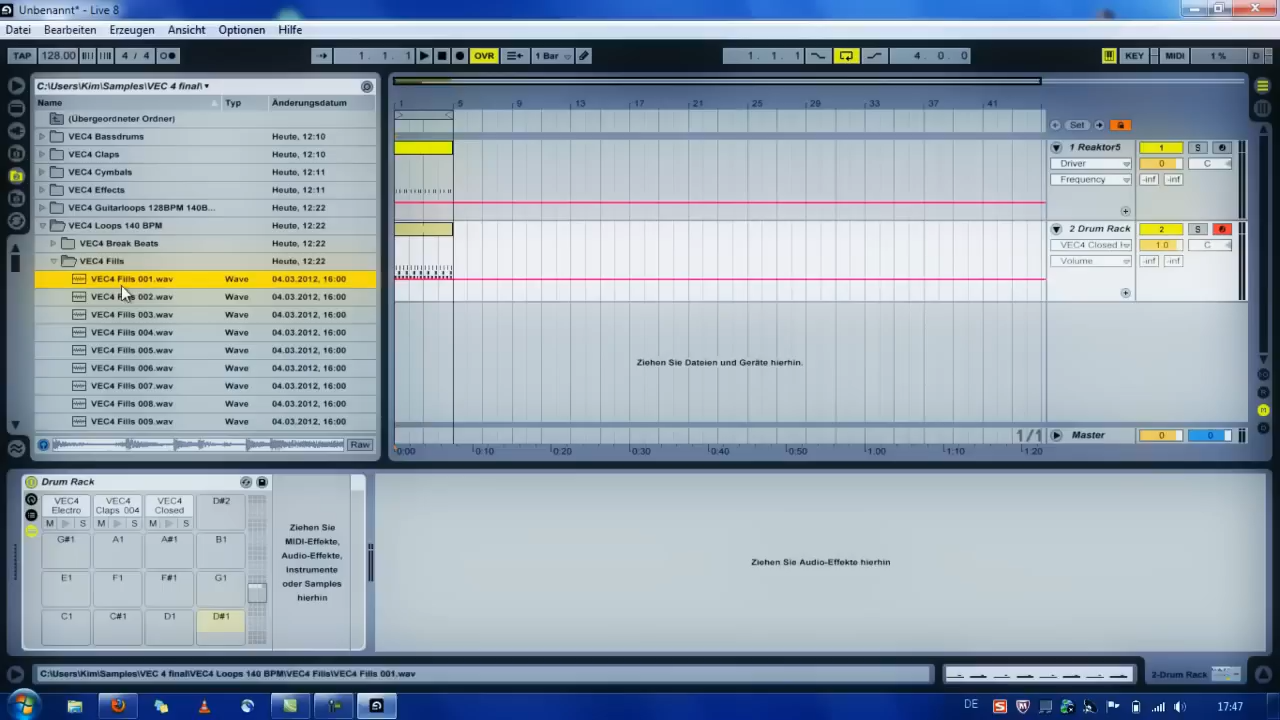 Unbenannt* - Live 8
Datei Bearbeiten Erzeugen Ansicht Optionen Hilfe
TAP 128.00 4 / 4 1. 1. 1 OVR 1 Bar 1. 1. 1 4. 0. 0 KEY MIDI 1 % D
C:\Users\Kim\Samples\VEC 4 final\
Name Typ Änderungsdatum
(Übergeordneter Ordner)
VEC4 Bassdrums Heute, 12:10
VEC4 Claps Heute, 12:10
VEC4 Cymbals Heute, 12:11
VEC4 Effects Heute, 12:11
VEC4 Guitarloops 128BPM 140B... Heute, 12:22
VEC4 Loops 140 BPM Heute, 12:22
VEC4 Break Beats Heute, 12:22
VEC4 Fills Heute, 12:22
VEC4 Fills 001.wav Wave 04.03.2012, 16:00
VEC4 Fills 002.wav Wave 04.03.2012, 16:00
VEC4 Fills 003.wav Wave 04.03.2012, 16:00
VEC4 Fills 004.wav Wave 04.03.2012, 16:00
VEC4 Fills 005.wav Wave 04.03.2012, 16:00
VEC4 Fills 006.wav Wave 04.03.2012, 16:00
VEC4 Fills 007.wav Wave 04.03.2012, 16:00
VEC4 Fills 008.wav Wave 04.03.2012, 16:00
VEC4 Fills 009.wav Wave 04.03.2012, 16:00
Raw
1 5 9 13 17 21 25 29 33 37 41
Set
1 Reaktor5 1 S
Driver 0 C
Frequency -inf -inf
2 Drum Rack 2 S
VEC4 Closed 10 C
Volume -inf -inf
Ziehen Sie Dateien und Geräte hierhin.
1/1 Master 0 0
0:00 0:10 0:20 0:30 0:40 0:50 1:00 1:10 1:20
Drum Rack
VEC4 Electro VEC4 Claps 004 VEC4 Closed D#2
M S M S M S
G#1 A1 A#1 B1
E1 F1 F#1 G1
C1 C#1 D1 D#1
Ziehen Sie
MIDI-Effekte,
Audio-Effekte,
Instrumente
oder Samples
hierhin
Ziehen Sie Audio-Effekte hierhin
C:\Users\Kim\Samples\VEC 4 final\VEC4 Loops 140 BPM\VEC4 Fills\VEC4 Fills 001.wav
2-Drum Rack
DE 17:47